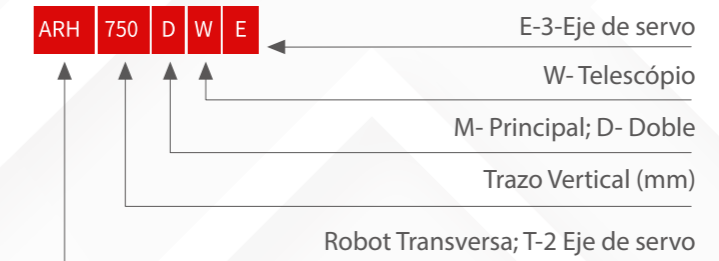 ARH 750 D W E
E-3-Eje de servo
W- Telescópio
M- Principal; D- Doble
Trazo Vertical (mm)
Robot Transversa; T-2 Eje de servo